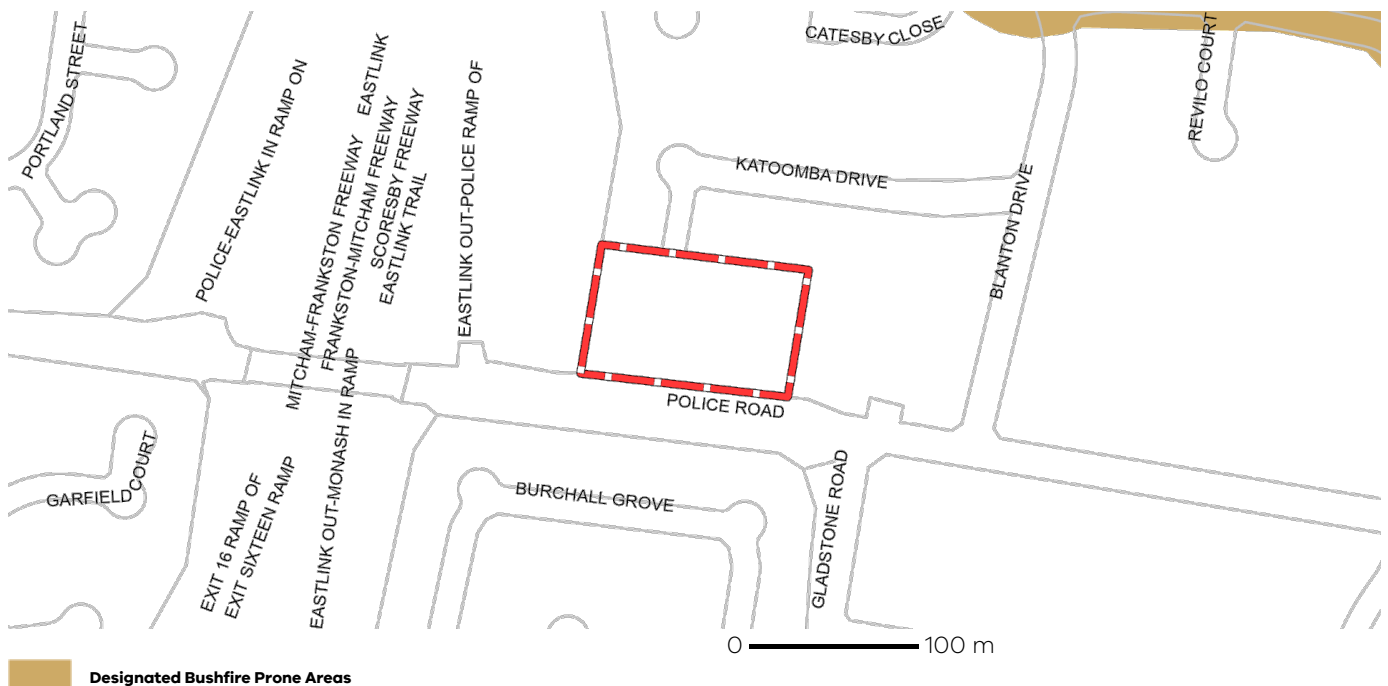 CATESBY CLOSE
REVILO COURT
PORTLAND STREET
POLICE-EASTLINK IN RAMP ON
EASTLINK
MITCHAM-FRANKSTON FREEWAY
FRANKSTON-MITCHAM FREEWAY
SCORESBY FREEWAY
EASTLINK TRAIL
EASTLINK OUT-POLICE RAMP OF
KATOOMBA DRIVE
BLANTON DRIVE
POLICE ROAD
GARFIELD COURT
EXIT 16 RAMP OF
EXIT SIXTEEN RAMP
EASTLINK OUT-MONASH IN RAMP
BURCHALL GROVE
GLADSTONE ROAD
0 100 m
Designated Bushfire Prone Areas